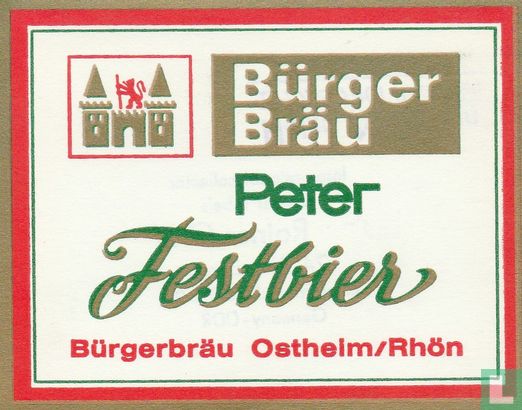 Bürger
Bräu
Peter
Festbier
Bürgerbräu Ostheim/Rhön